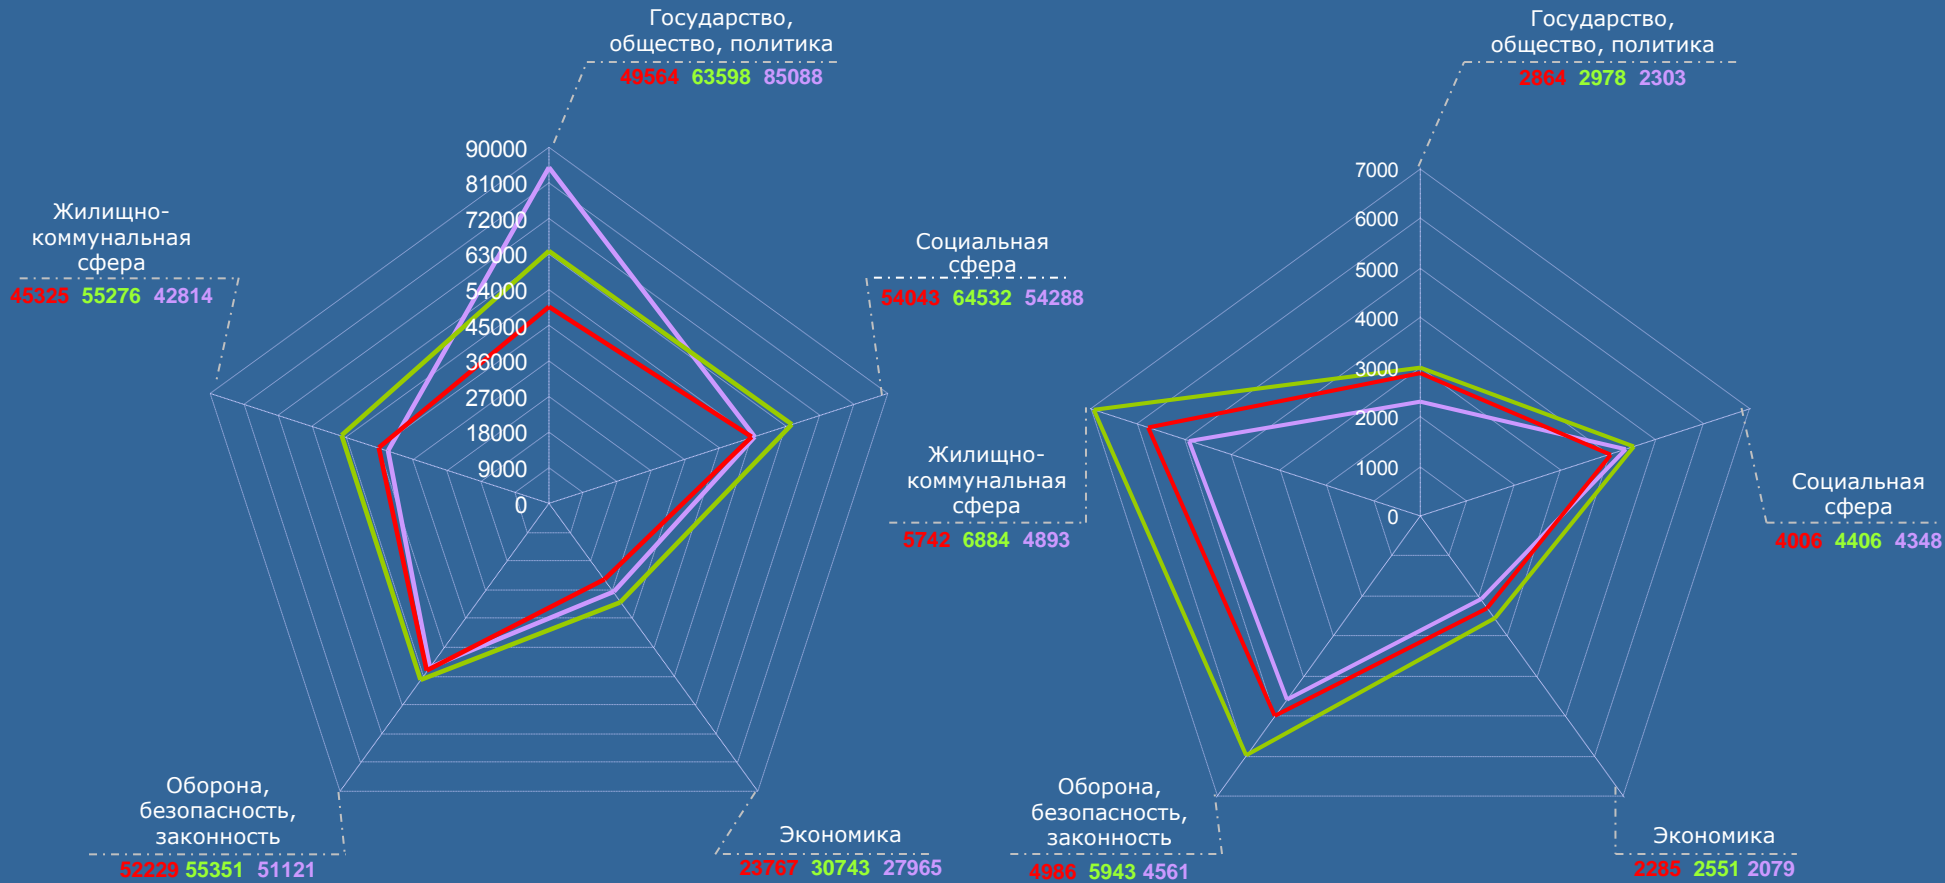 Государство,
общество, политика
49564 63598 85088
90000
81000
72000
63000
54000
45000
36000
27000
18000
9000
0
Жилищно-
коммунальная
сфера
45325 55276 42814
Социальная
сфера
54043 64532 54288
Оборона,
безопасность,
законность
52229 55351 51121
Экономика
23767 30743 27965
Государство,
общество, политика
2864 2978 2303
7000
6000
5000
4000
3000
2000
1000
0
Жилищно-
коммунальная
сфера
5742 6884 4893
Социальная
сфера
4006 4406 4348
Оборона,
безопасность,
законность
4986 5943 4561
Экономика
2285 2551 2079